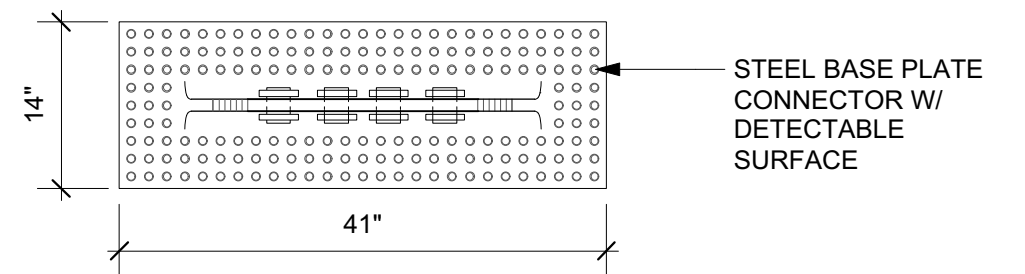 14"
STEEL BASE PLATE
CONNECTOR W/
DETECTABLE
SURFACE
41"